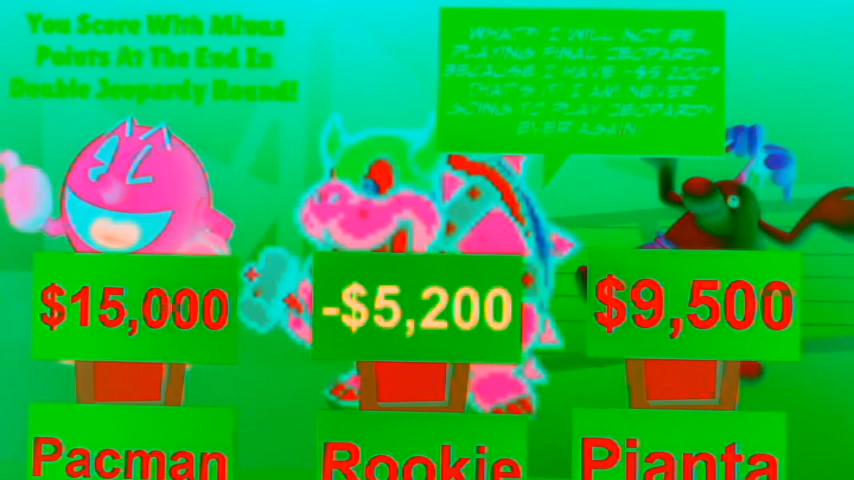 You Score With Minus
Points At The End In
Double Jeopardy Round!
WHAT?! I WILL NOT BE
PLAYING FINAL JEOPARDY
BECAUSE I HAVE -$5,200?
THAT'S IT! I AM NEVER
GOING TO PLAY JEOPARDY
EVER AGAIN!
$15,000
-$5,200
$9,500
Pacman
Rookie
Pianta